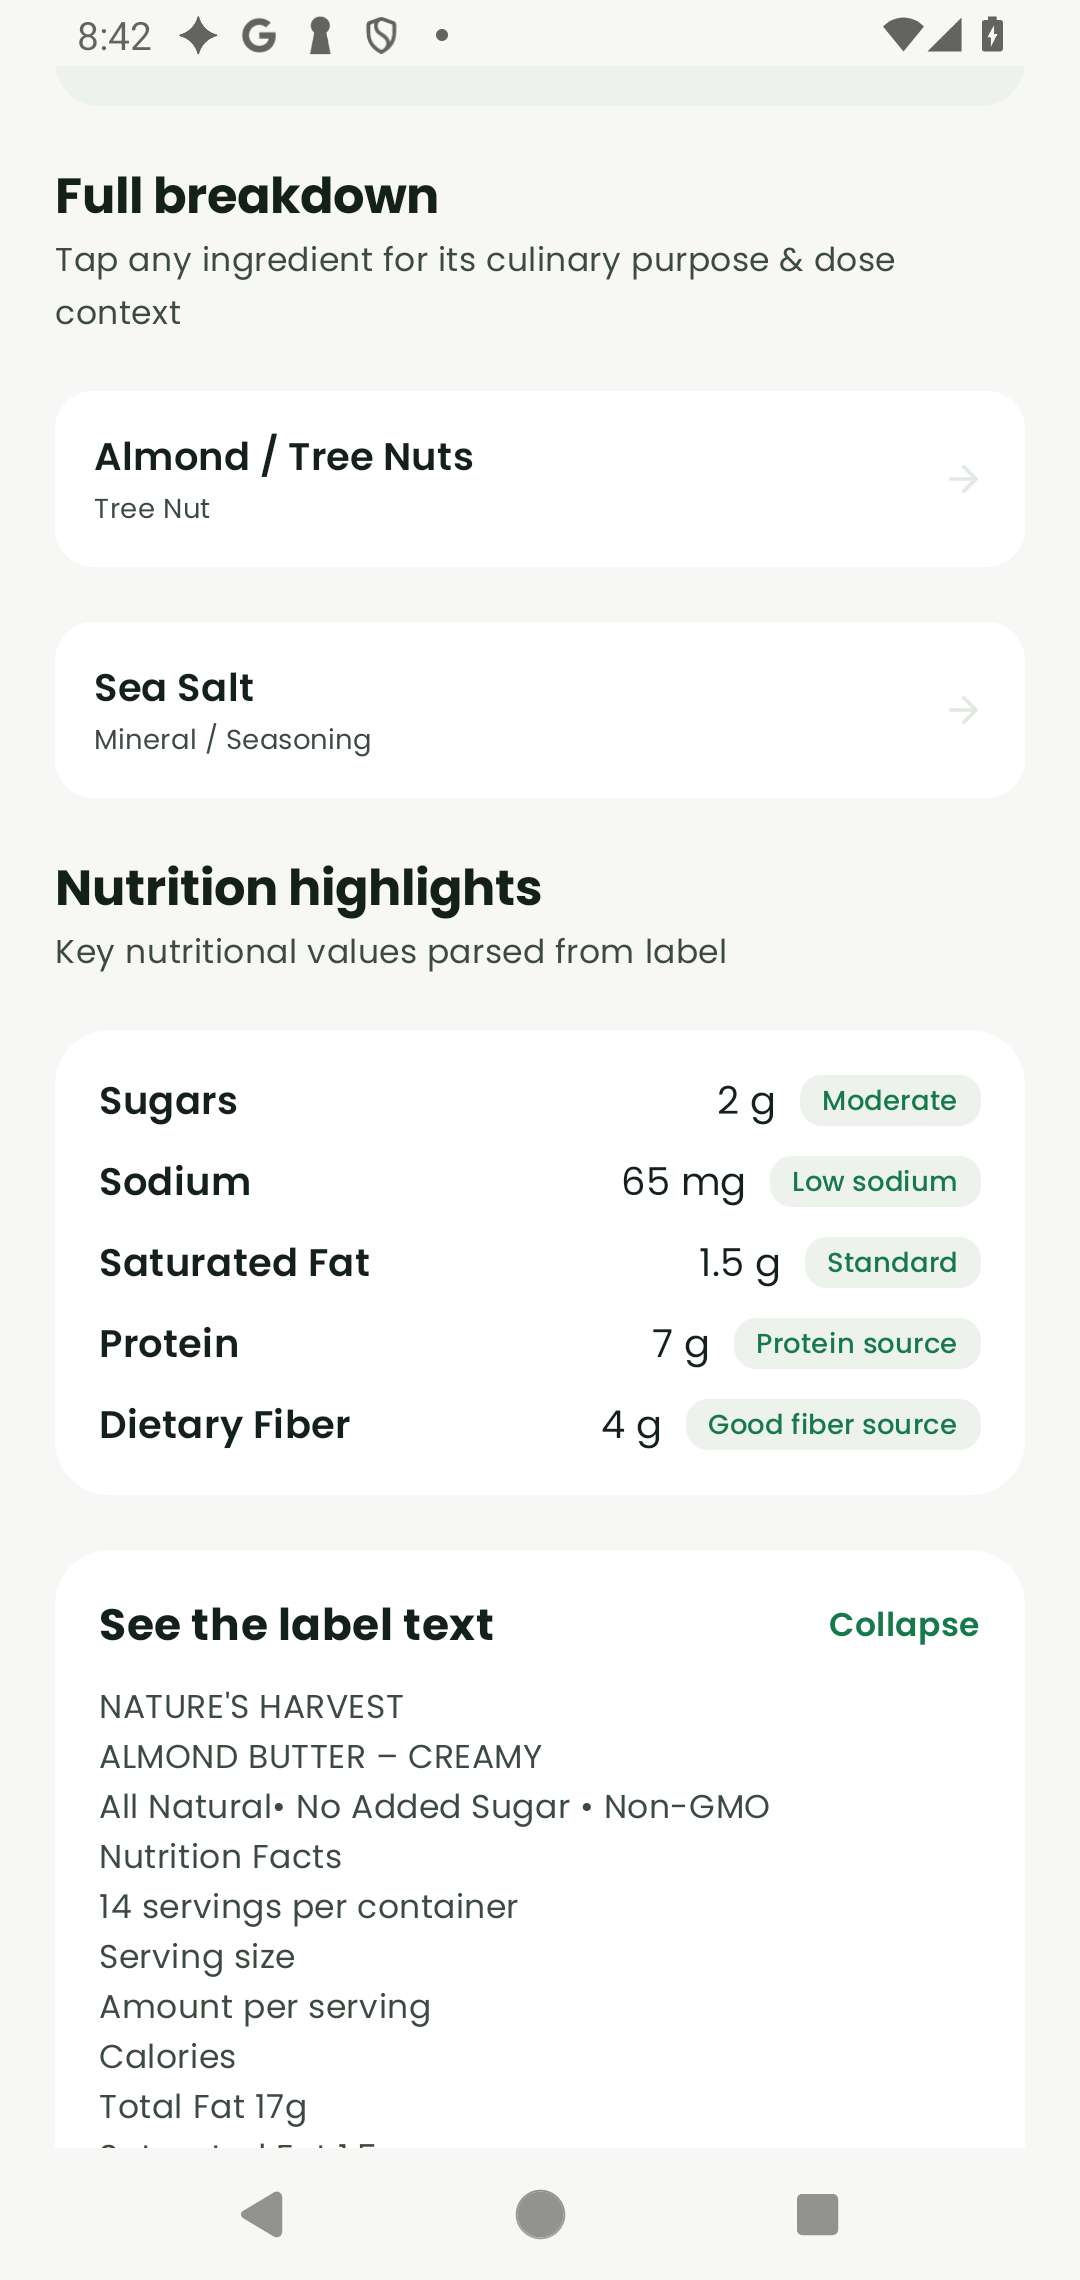 8:42
Full breakdown
Tap any ingredient for its culinary purpose & dose
context
Almond / Tree Nuts
Tree Nut
Sea Salt
Mineral / Seasoning
Nutrition highlights
Key nutritional values parsed from label
Sugars 2 g Moderate
Sodium 65 mg Low sodium
Saturated Fat 1.5 g Standard
Protein 7 g Protein source
Dietary Fiber 4 g Good fiber source
See the label text Collapse
NATURE'S HARVEST
ALMOND BUTTER – CREAMY
All Natural• No Added Sugar • Non-GMO
Nutrition Facts
14 servings per container
Serving size
Amount per serving
Calories
Total Fat 17g